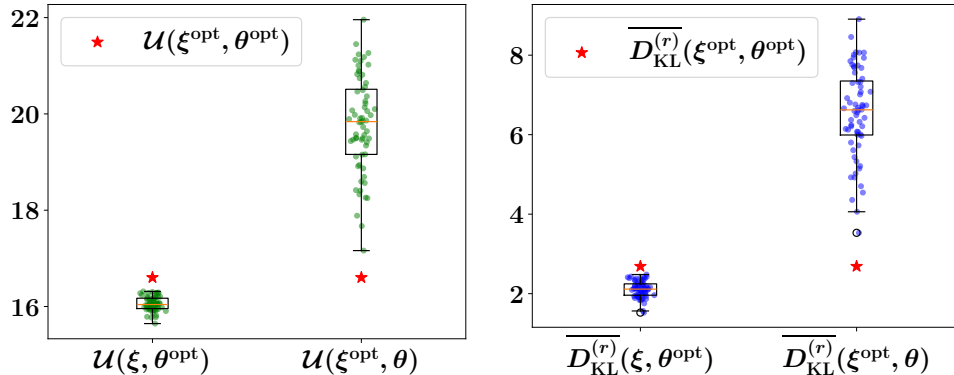 22
20
18
16
★ 𝒰(ξ^opt, θ^opt)
𝒰(ξ, θ^opt)
𝒰(ξ^opt, θ)
8
6
4
2
★ \overline{D_KL^(r)}(ξ^opt, θ^opt)
\overline{D_KL^(r)}(ξ, θ^opt)
\overline{D_KL^(r)}(ξ^opt, θ)